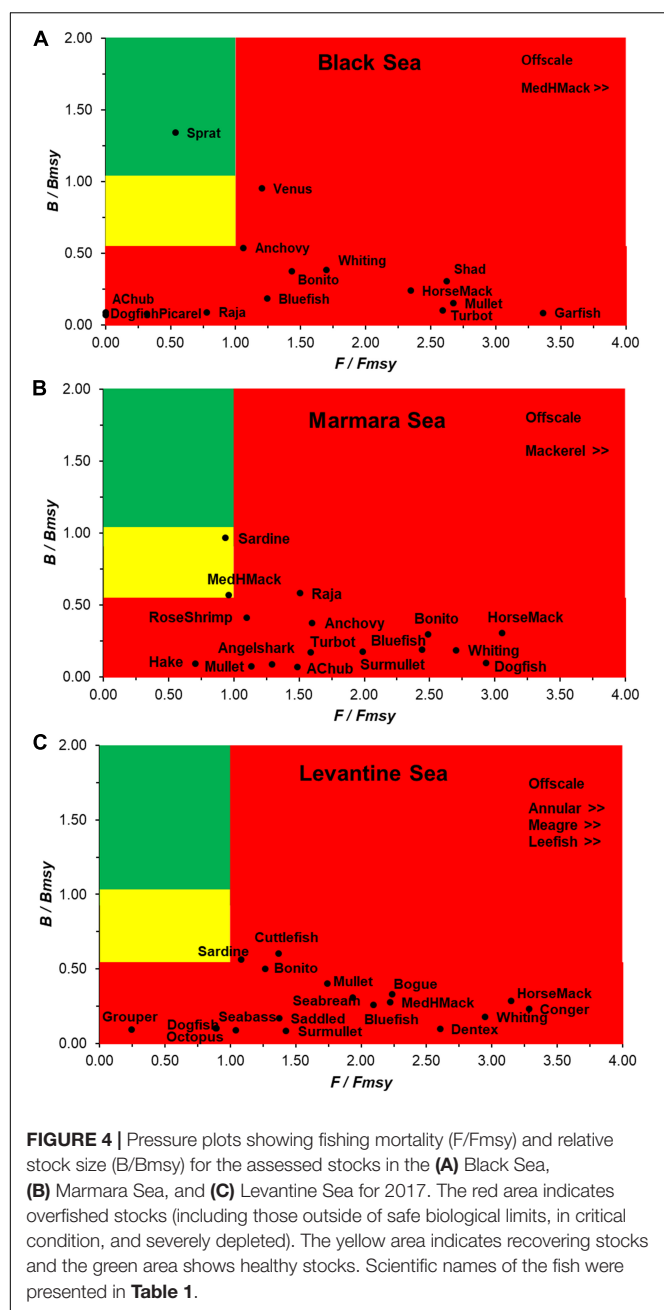 A
2.00
Black Sea
Offscale
MedHMack >>
1.50
Sprat
B / Bmsy
1.00
Venus
0.50
Anchovy
Whiting
Bonito
Shad
HorseMack
AChub
Bluefish
Mullet
DogfishPicarel
Raja
Turbot
Garfish
0.00
0.00 0.50 1.00 1.50 2.00 2.50 3.00 3.50 4.00
F / Fmsy
B
2.00
Marmara Sea
Offscale
Mackerel >>
1.50
B / Bmsy
1.00
Sardine
MedHMack
Raja
0.50
RoseShrimp
Anchovy
Bonito
HorseMack
Turbot
Bluefish
Angelshark
Hake
Mullet
AChub
Surmullet
Whiting
Dogfish
0.00
0.00 0.50 1.00 1.50 2.00 2.50 3.00 3.50 4.00
F / Fmsy
C
2.00
Levantine Sea
Offscale
Annular >>
Meagre >>
Leefish >>
1.50
B / Bmsy
1.00
Cuttlefish
Sardine
0.50
Bonito
Mullet
Bogue
Seabream
MedHMack
HorseMack
Conger
Grouper
Dogfish
Seabass
Saddled
Bluefish
Whiting
Octopus
Surmullet
Dentex
0.00
0.00 0.50 1.00 1.50 2.00 2.50 3.00 3.50 4.00
F / Fmsy
FIGURE 4 | Pressure plots showing fishing mortality (F/Fmsy) and relative
stock size (B/Bmsy) for the assessed stocks in the (A) Black Sea,
(B) Marmara Sea, and (C) Levantine Sea for 2017. The red area indicates
overfished stocks (including those outside of safe biological limits, in critical
condition, and severely depleted). The yellow area indicates recovering stocks
and the green area shows healthy stocks. Scientific names of the fish were
presented in Table 1.